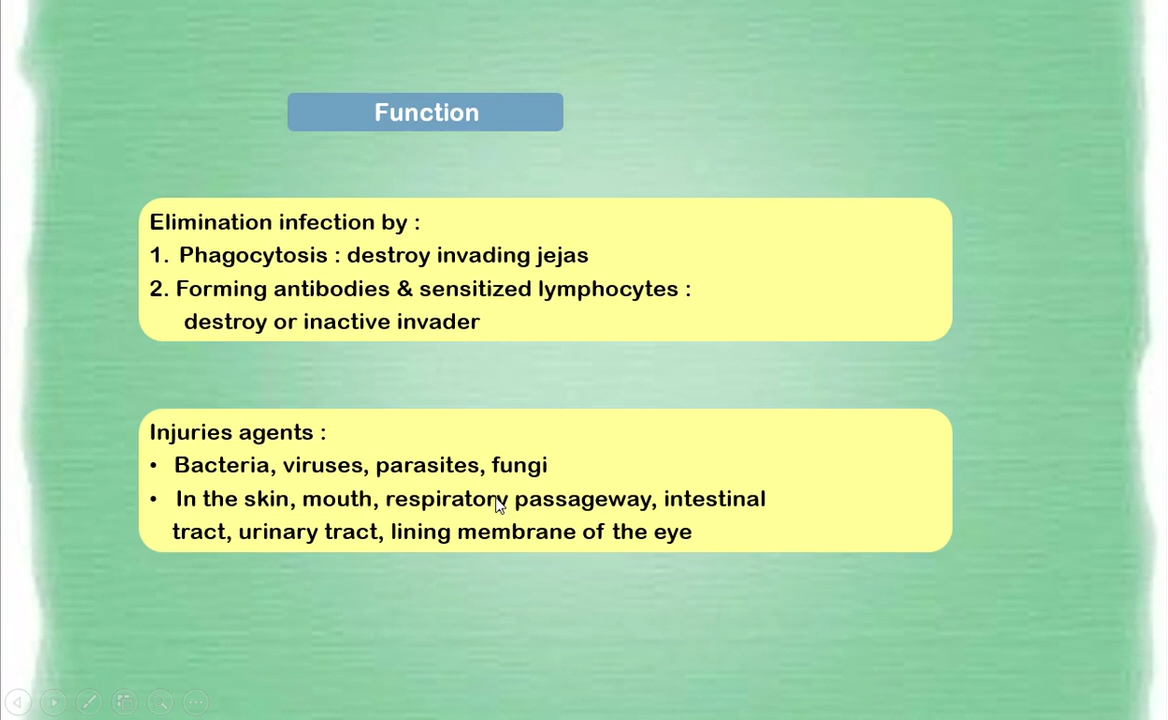 Function
Elimination infection by :
1. Phagocytosis : destroy invading jejas
2. Forming antibodies & sensitized lymphocytes :
destroy or inactive invader
Injuries agents :
• Bacteria, viruses, parasites, fungi
• In the skin, mouth, respiratory passageway, intestinal
tract, urinary tract, lining membrane of the eye